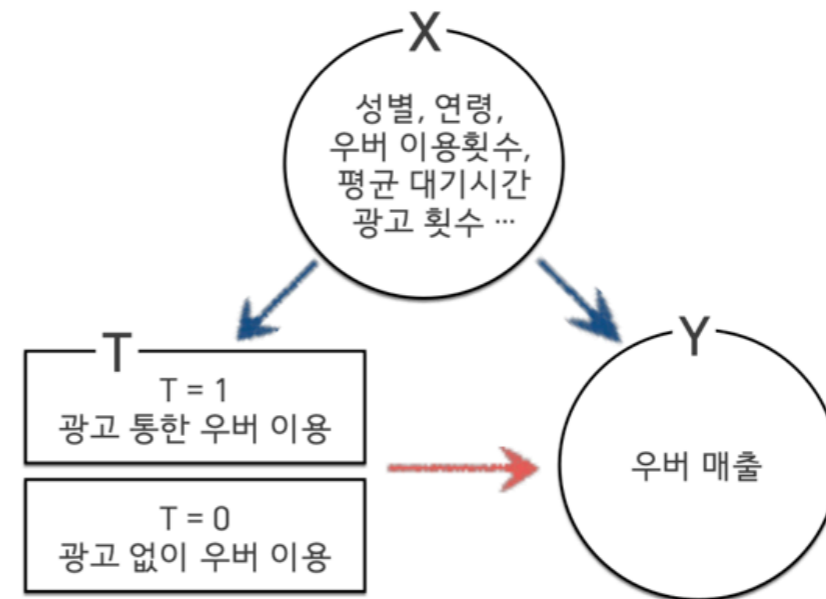 X
성별, 연령,
우버 이용횟수,
평균 대기시간
광고 횟수 ...
T
T = 1
광고 통한 우버 이용
T = 0
광고 없이 우버 이용
Y
우버 매출